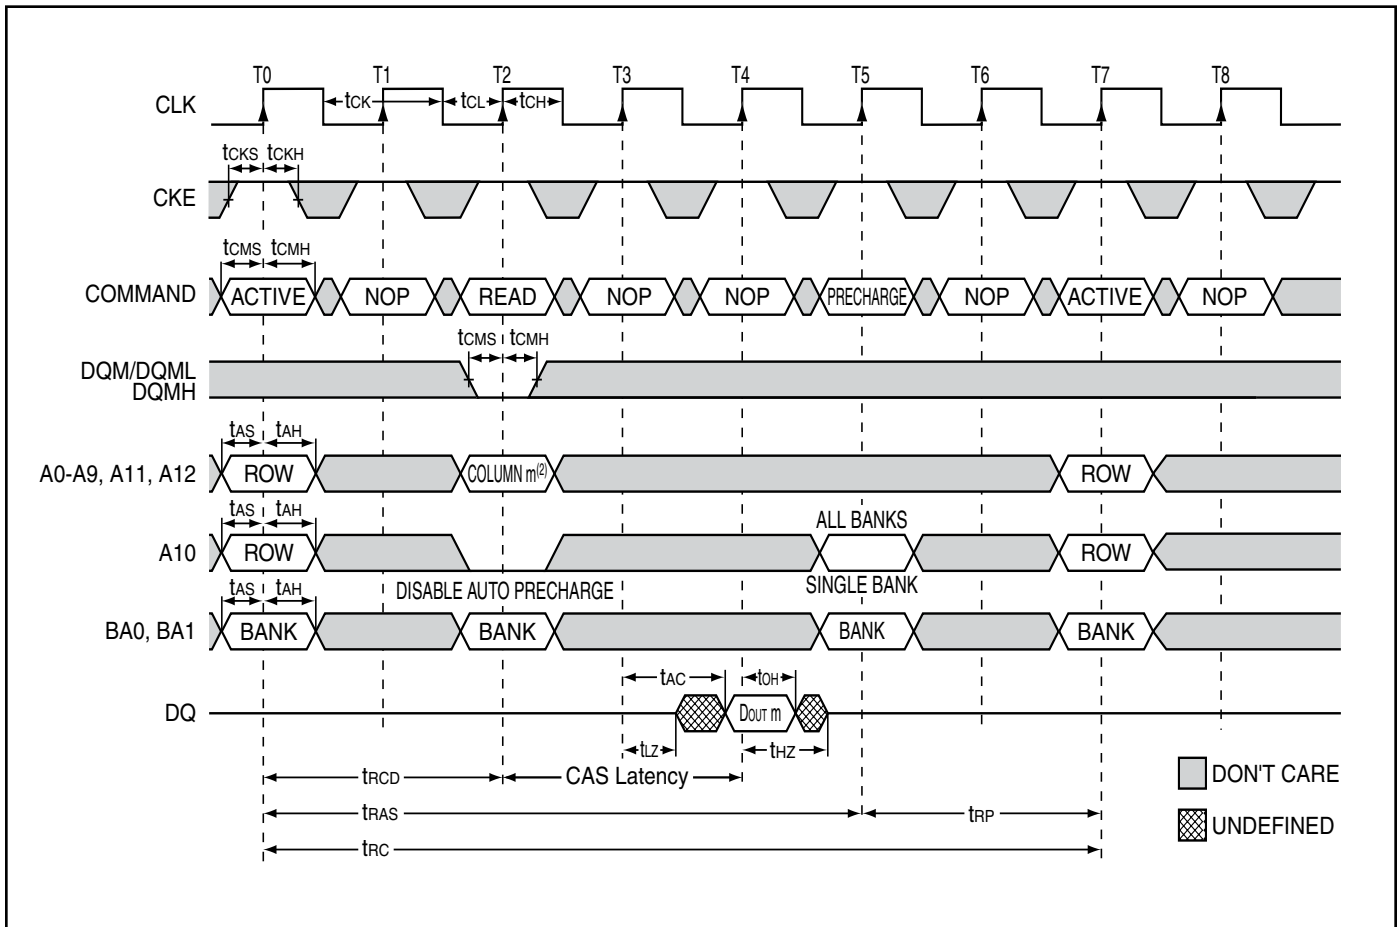 T0 T1 T2 T3 T4 T5 T6 T7 T8
CLK tCK tCL tCH
tCKS tCKH
CKE
tCMS tCMH
COMMAND ACTIVE NOP READ NOP NOP PRECHARGE NOP ACTIVE NOP
tCMS tCMH
DQM/DQML
DQMH
tAS tAH
A0-A9, A11, A12 ROW COLUMN m(2) ROW
tAS tAH ALL BANKS
A10 ROW ROW
tAS tAH DISABLE AUTO PRECHARGE SINGLE BANK
BA0, BA1 BANK BANK BANK BANK
tAC tOH
DQ DOUT m
tLZ tHZ
tRCD CAS Latency DON'T CARE
tRAS tRP
UNDEFINED
tRC